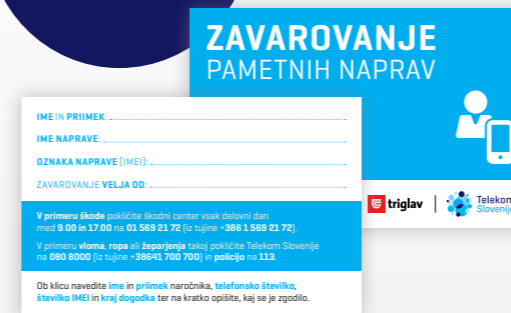 ZAVAROVANJE
PAMETNIH NAPRAV
triglav
Telekom
Slovenije
IME IN PRIIMEK:
IME NAPRAVE:
OZNAKA NAPRAVE (IMEI):
ZAVAROVANJE VELJA OD:
V primeru škode pokličite škodni center vsak delovni dan
med 9.00 in 17.00 na 01 569 21 72 (iz tujine +386 1 569 21 72).
V primeru vloma, ropa ali žeparjenja takoj pokličite Telekom Slovenije
na 080 8000 (iz tujine +38641 700 700) in policijo na 113.
Ob klicu navedite ime in priimek naročnika, telefonsko številko,
številko IMEI in kraj dogodka ter na kratko opišite, kaj se je zgodilo.